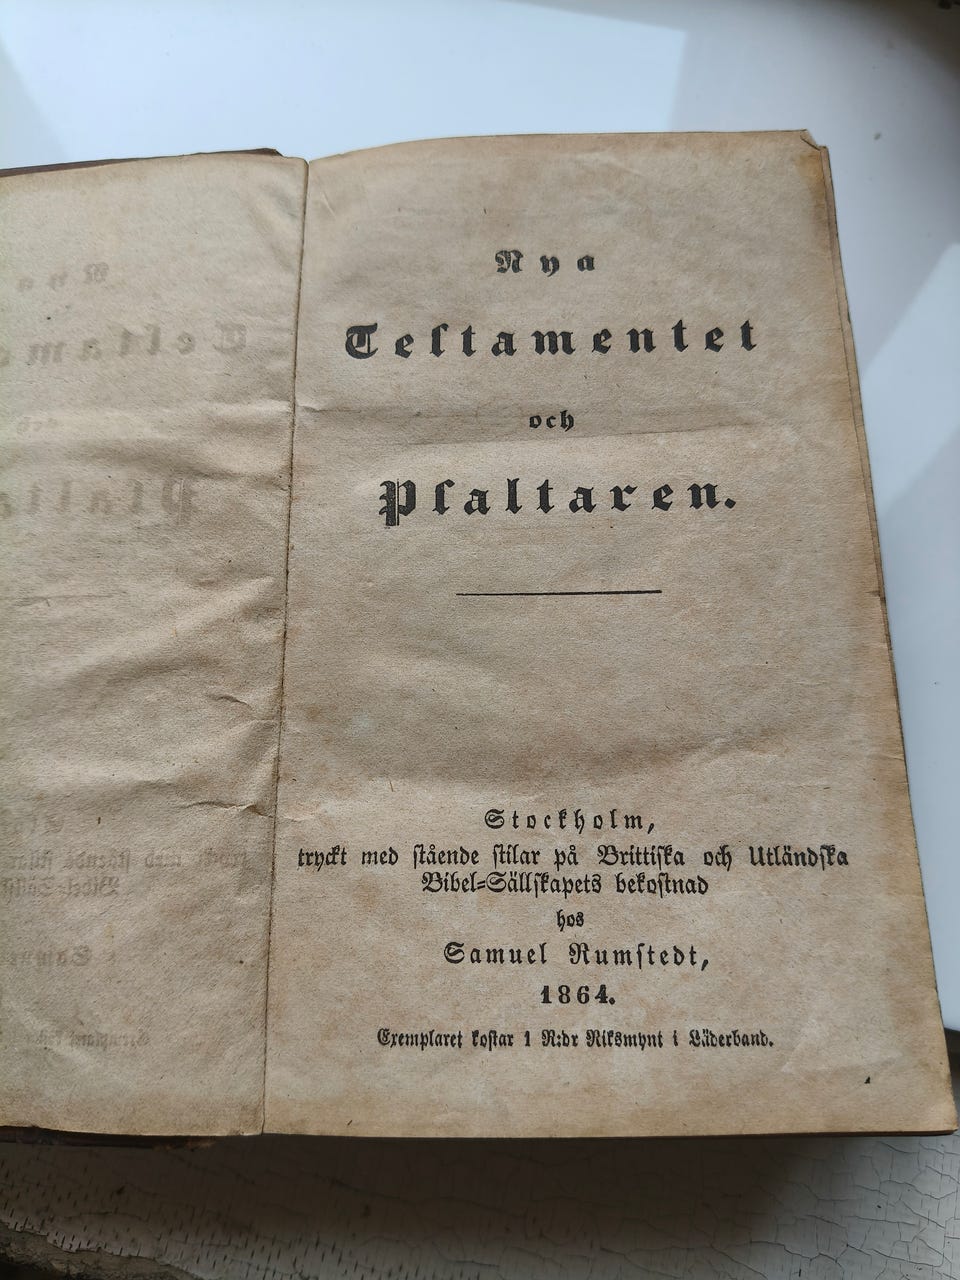 Nya
Teſtamentet
och
Pſaltaren.
Stockholm,
tryckt med ſtående ſtilar på Brittiſka och Utländſka
Bibel-Sällſkapets bekoſtnad
hos
Samuel Rumſtedt,
1864.
Exemplaret koſtar 1 R:dr Riksmynt i Läderband.